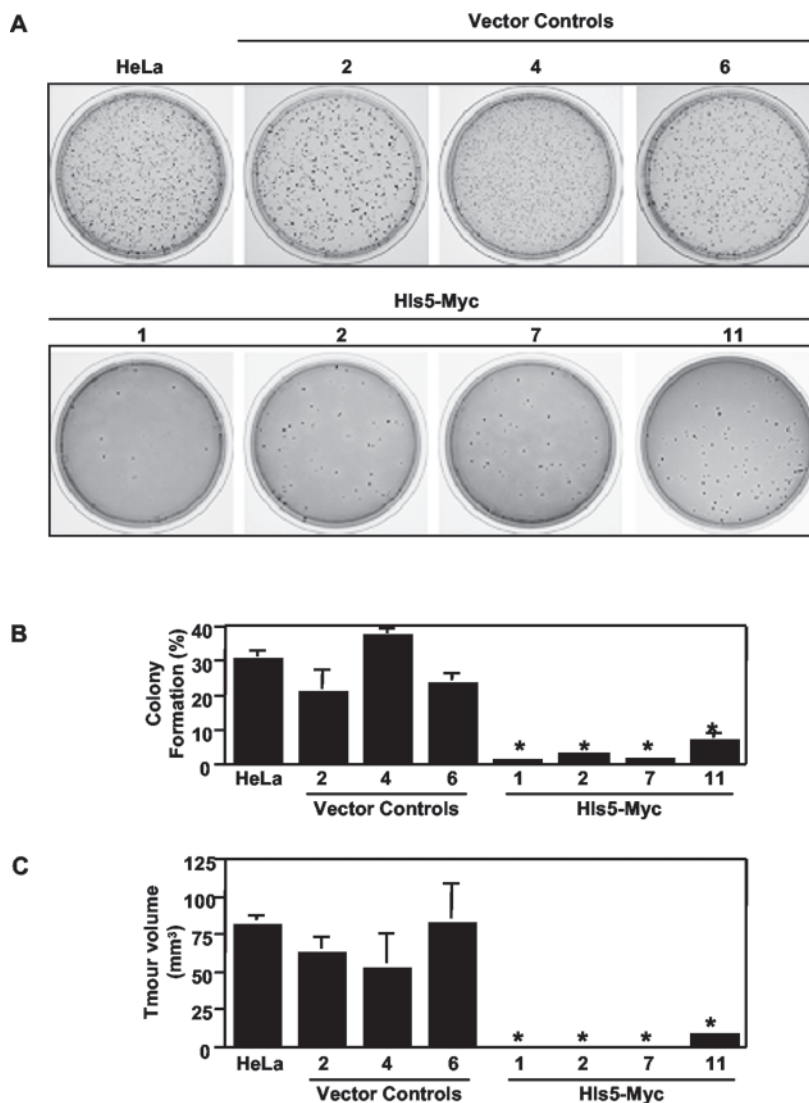 A
Vector Controls
HeLa 2 4 6
Hls5-Myc
1 2 7 11
B
Colony
Formation (%)
40
30
20
10
0
* * * *
HeLa 2 4 6 1 2 7 11
Vector Controls Hls5-Myc
C
Tmour volume
(mm³)
125
100
75
50
25
0
* * * *
HeLa 2 4 6 1 2 7 11
Vector Controls Hls5-Myc